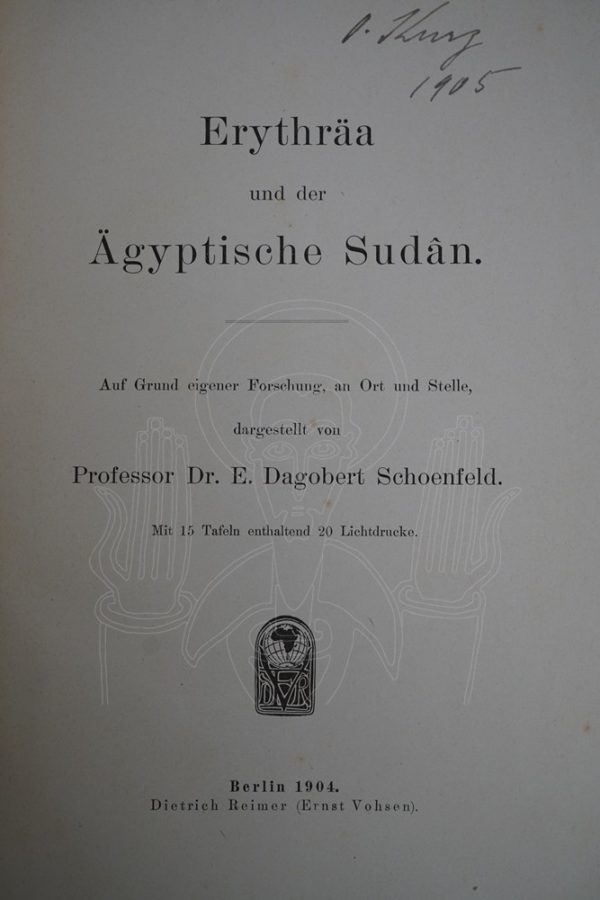 O. Kurz
1905
Erythräa
und der
Ägyptische Sudân.
Auf Grund eigener Forschung, an Ort und Stelle,
dargestellt von
Professor Dr. E. Dagobert Schoenfeld.
Mit 15 Tafeln enthaltend 20 Lichtdrucke.
Berlin 1904.
Dietrich Reimer (Ernst Vohsen).